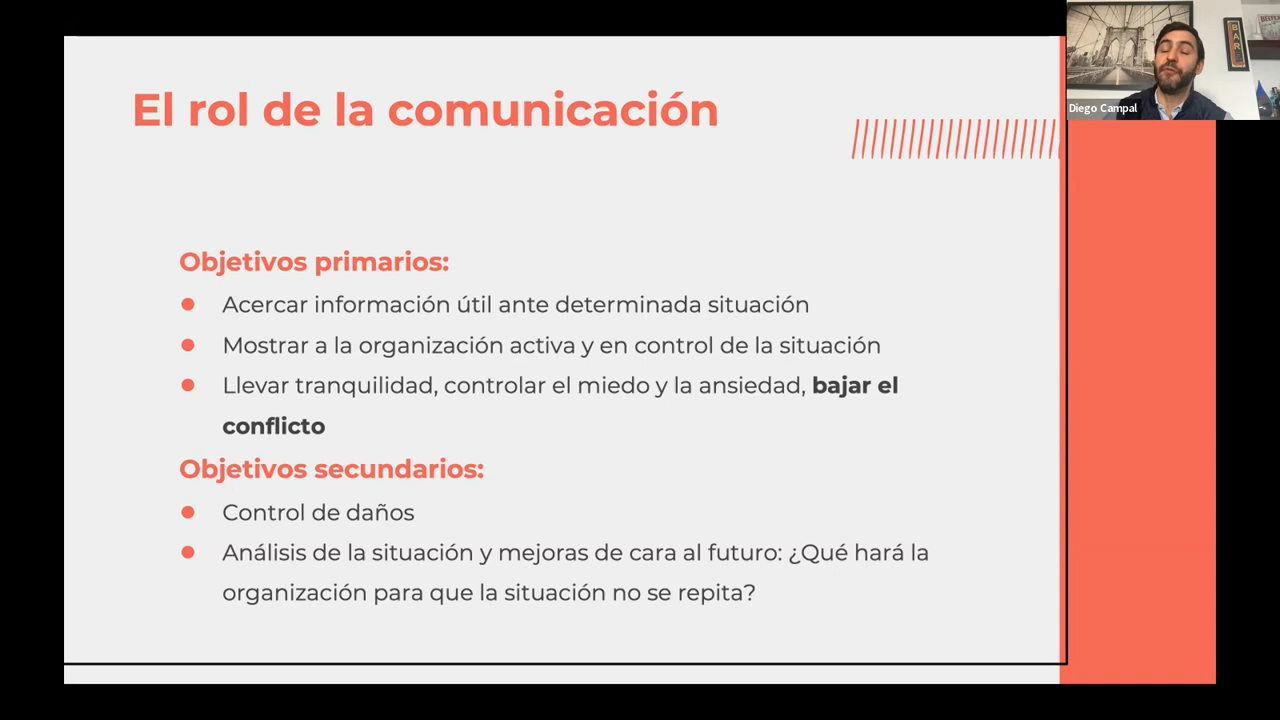 El rol de la comunicación
Objetivos primarios:
● Acercar información útil ante determinada situación
● Mostrar a la organización activa y en control de la situación
● Llevar tranquilidad, controlar el miedo y la ansiedad, bajar el
conflicto
Objetivos secundarios:
● Control de daños
● Análisis de la situación y mejoras de cara al futuro: ¿Qué hará la
organización para que la situación no se repita?
Diego Campal
BAR